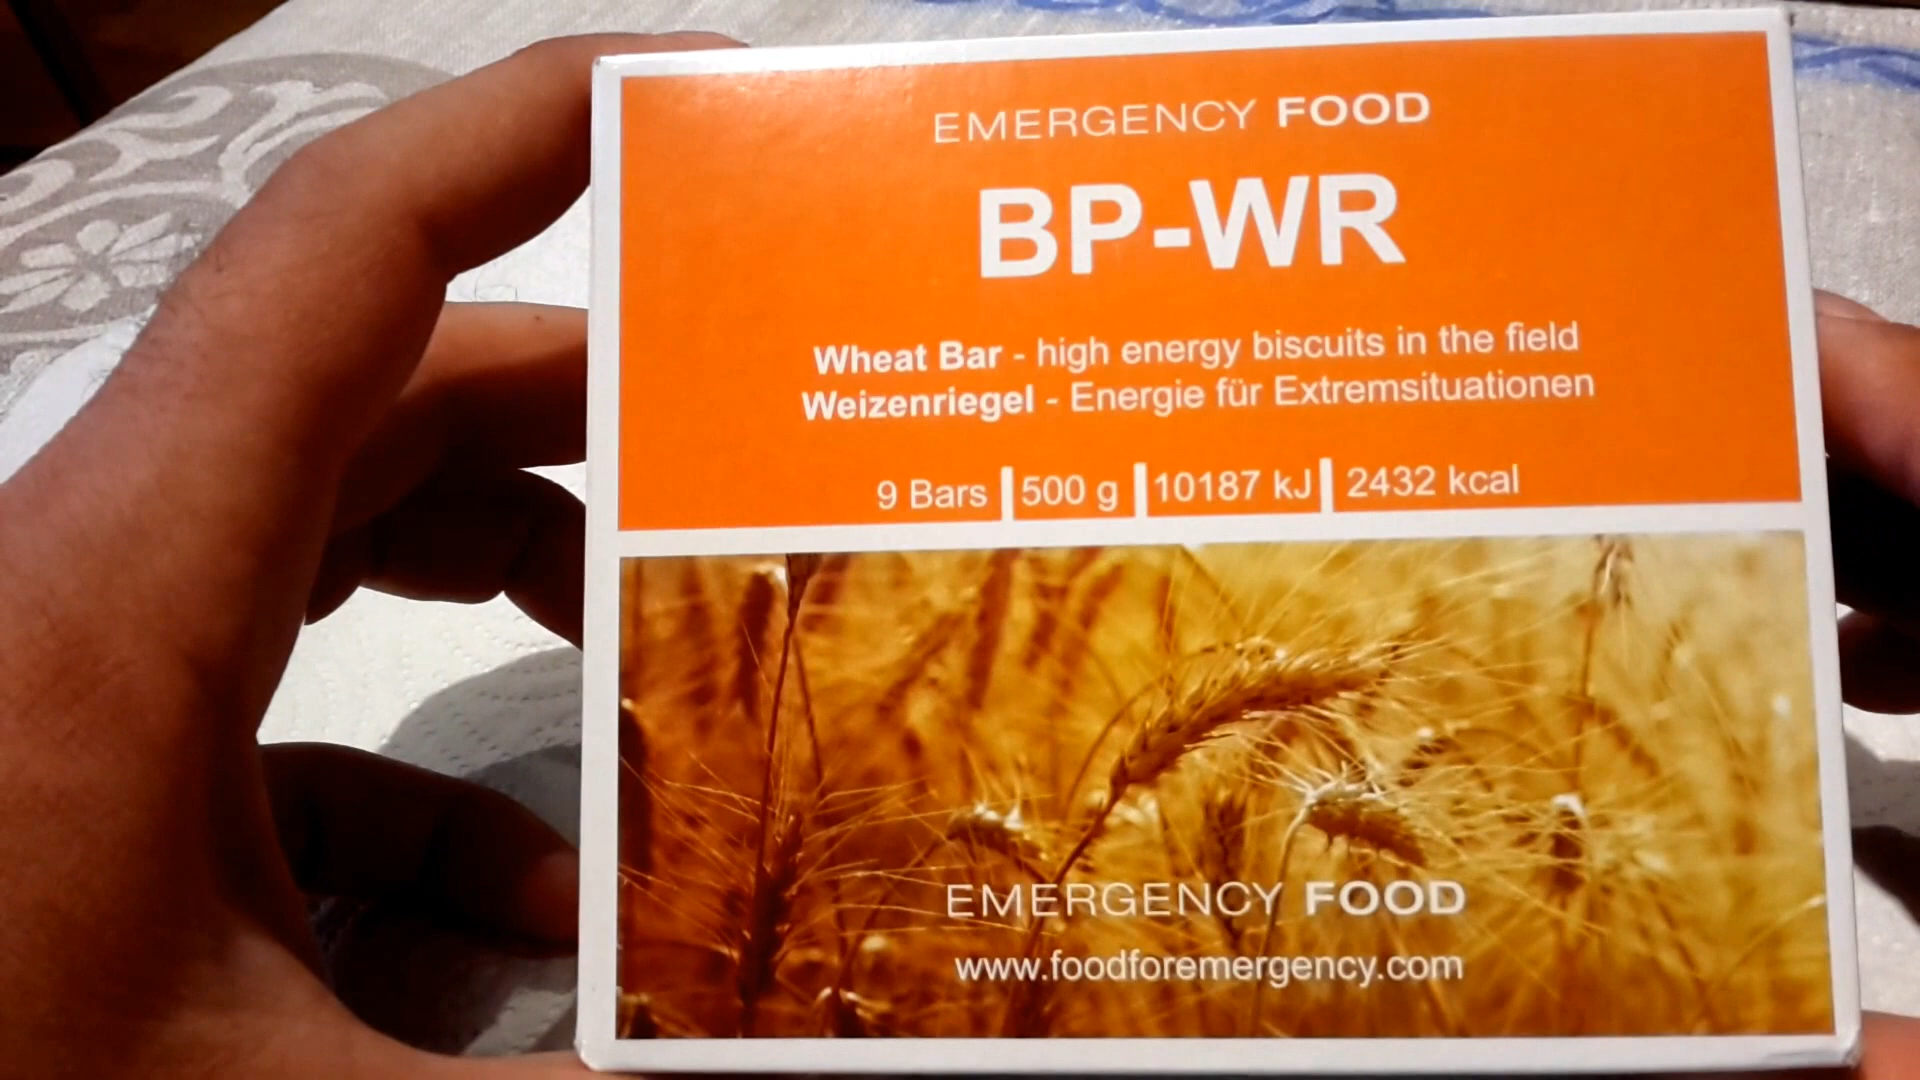 EMERGENCY FOOD
BP-WR
Wheat Bar - high energy biscuits in the field
Weizenriegel - Energie für Extremsituationen
9 Bars | 500 g | 10187 kJ | 2432 kcal
EMERGENCY FOOD
www.foodforemergency.com